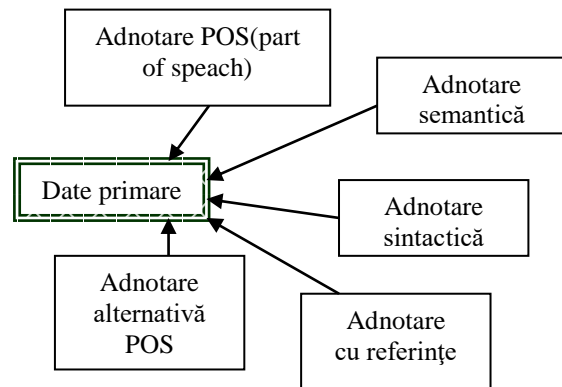 Adnotare POS(part
of speach)
Adnotare
semantică
Date primare
Adnotare
sintactică
Adnotare
alternativă
POS
Adnotare
cu referinţe